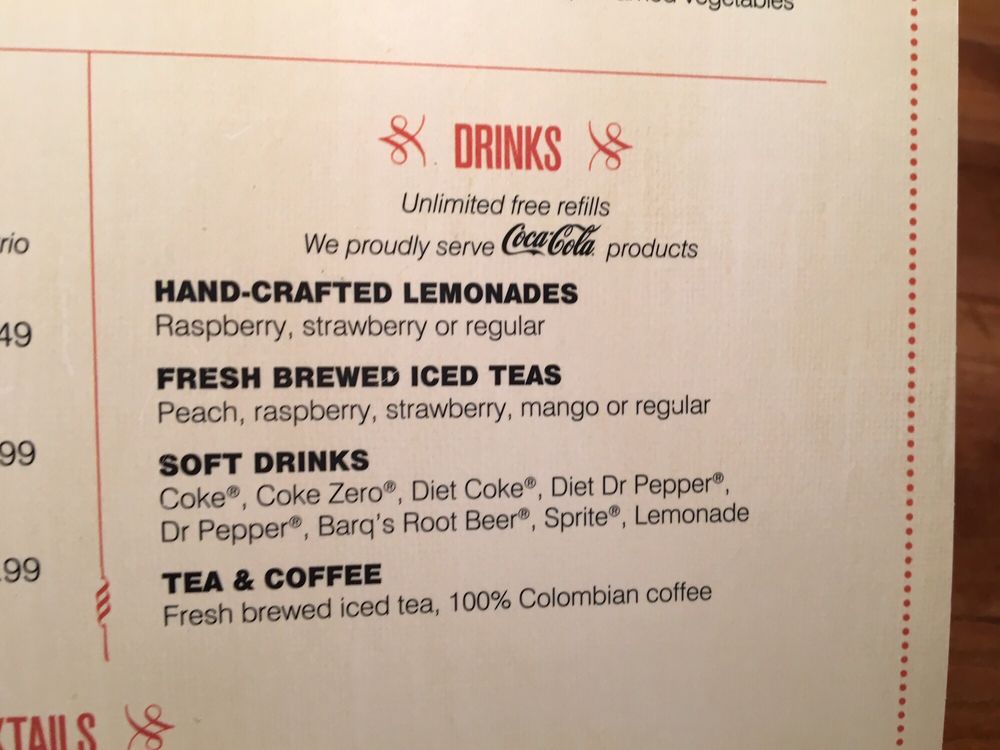 vegetables
DRINKS
Unlimited free refills
We proudly serve Coca-Cola products
HAND-CRAFTED LEMONADES
Raspberry, strawberry or regular
FRESH BREWED ICED TEAS
Peach, raspberry, strawberry, mango or regular
SOFT DRINKS
Coke®, Coke Zero®, Diet Coke®, Diet Dr Pepper®,
Dr Pepper®, Barq's Root Beer®, Sprite®, Lemonade
TEA & COFFEE
Fresh brewed iced tea, 100% Colombian coffee
rio
49
99
.99
TAILS